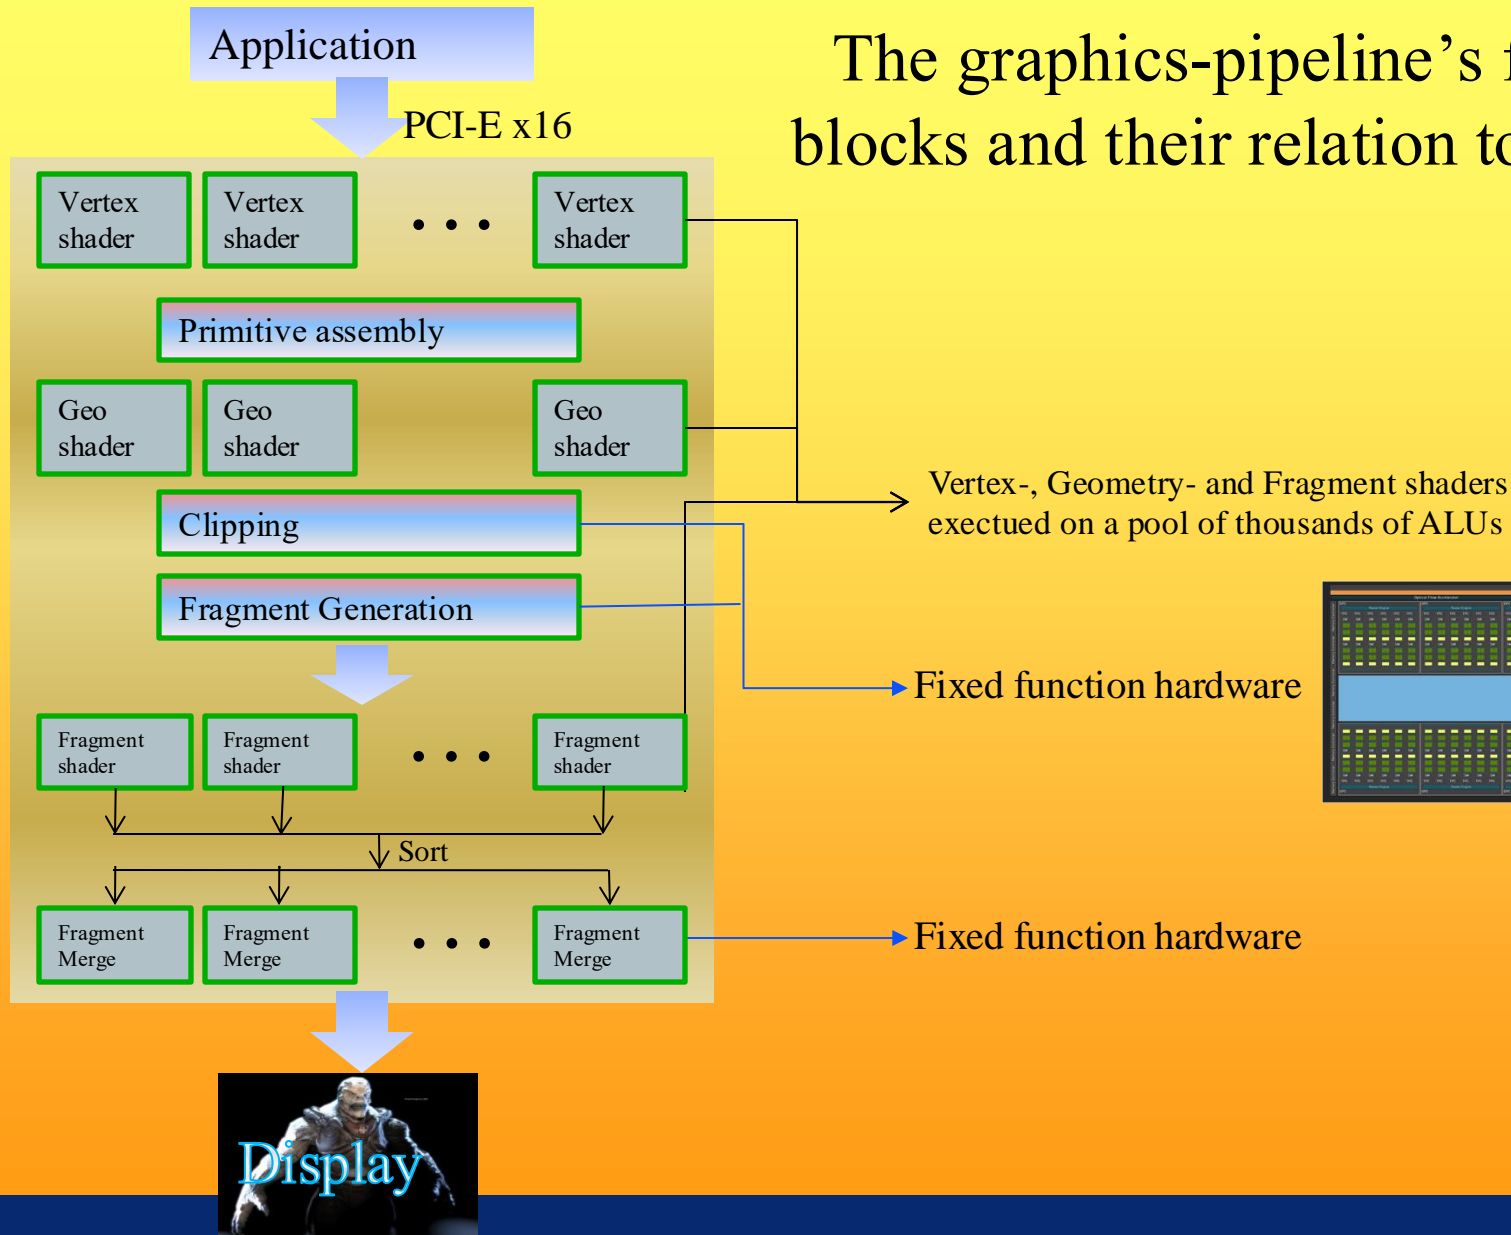 Application
The graphics-pipeline’s
blocks and their relation to
PCI-E x16
Vertex
shader
Vertex
shader
Vertex
shader
Primitive assembly
Geo
shader
Geo
shader
Geo
shader
Vertex-, Geometry- and Fragment shaders
exectued on a pool of thousands of ALUs
Clipping
Fragment Generation
Fixed function hardware
Fragment
shader
Fragment
shader
Fragment
shader
Sort
Fragment
Merge
Fragment
Merge
Fragment
Merge
Fixed function hardware
Display